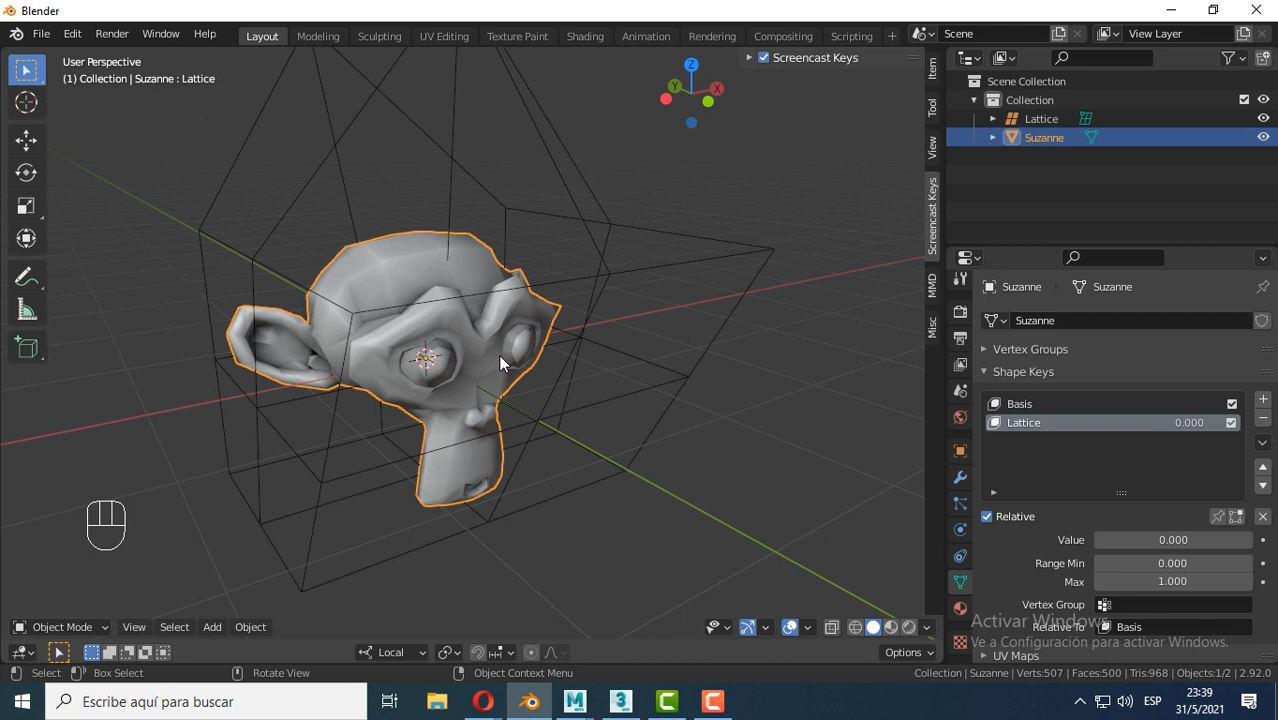 Blender
File Edit Render Window Help Layout Modeling Sculpting UV Editing Texture Paint Shading Animation Rendering Compositing Scripting + Scene View Layer
User Perspective
(1) Collection | Suzanne : Lattice
Z
Y
X
Screencast Keys
Item
Tool
View
Screencast Keys
MMD
Misc
Scene Collection
Collection
Lattice
Suzanne
Suzanne Suzanne
Suzanne
Vertex Groups
Shape Keys
Basis
Lattice 0.000
Relative
Value 0.000
Range Min 0.000
Max 1.000
Vertex Group
Relative To Basis
UV Maps
Activar Windows
Ve a Configuración para activar Windows.
Object Mode View Select Add Object
Local Options
Select Box Select Rotate View Object Context Menu Collection | Suzanne | Verts:507 | Faces:500 | Tris:968 | Objects:1/2 | 2.92.0
Escribe aquí para buscar
ESP
23:39
31/5/2021